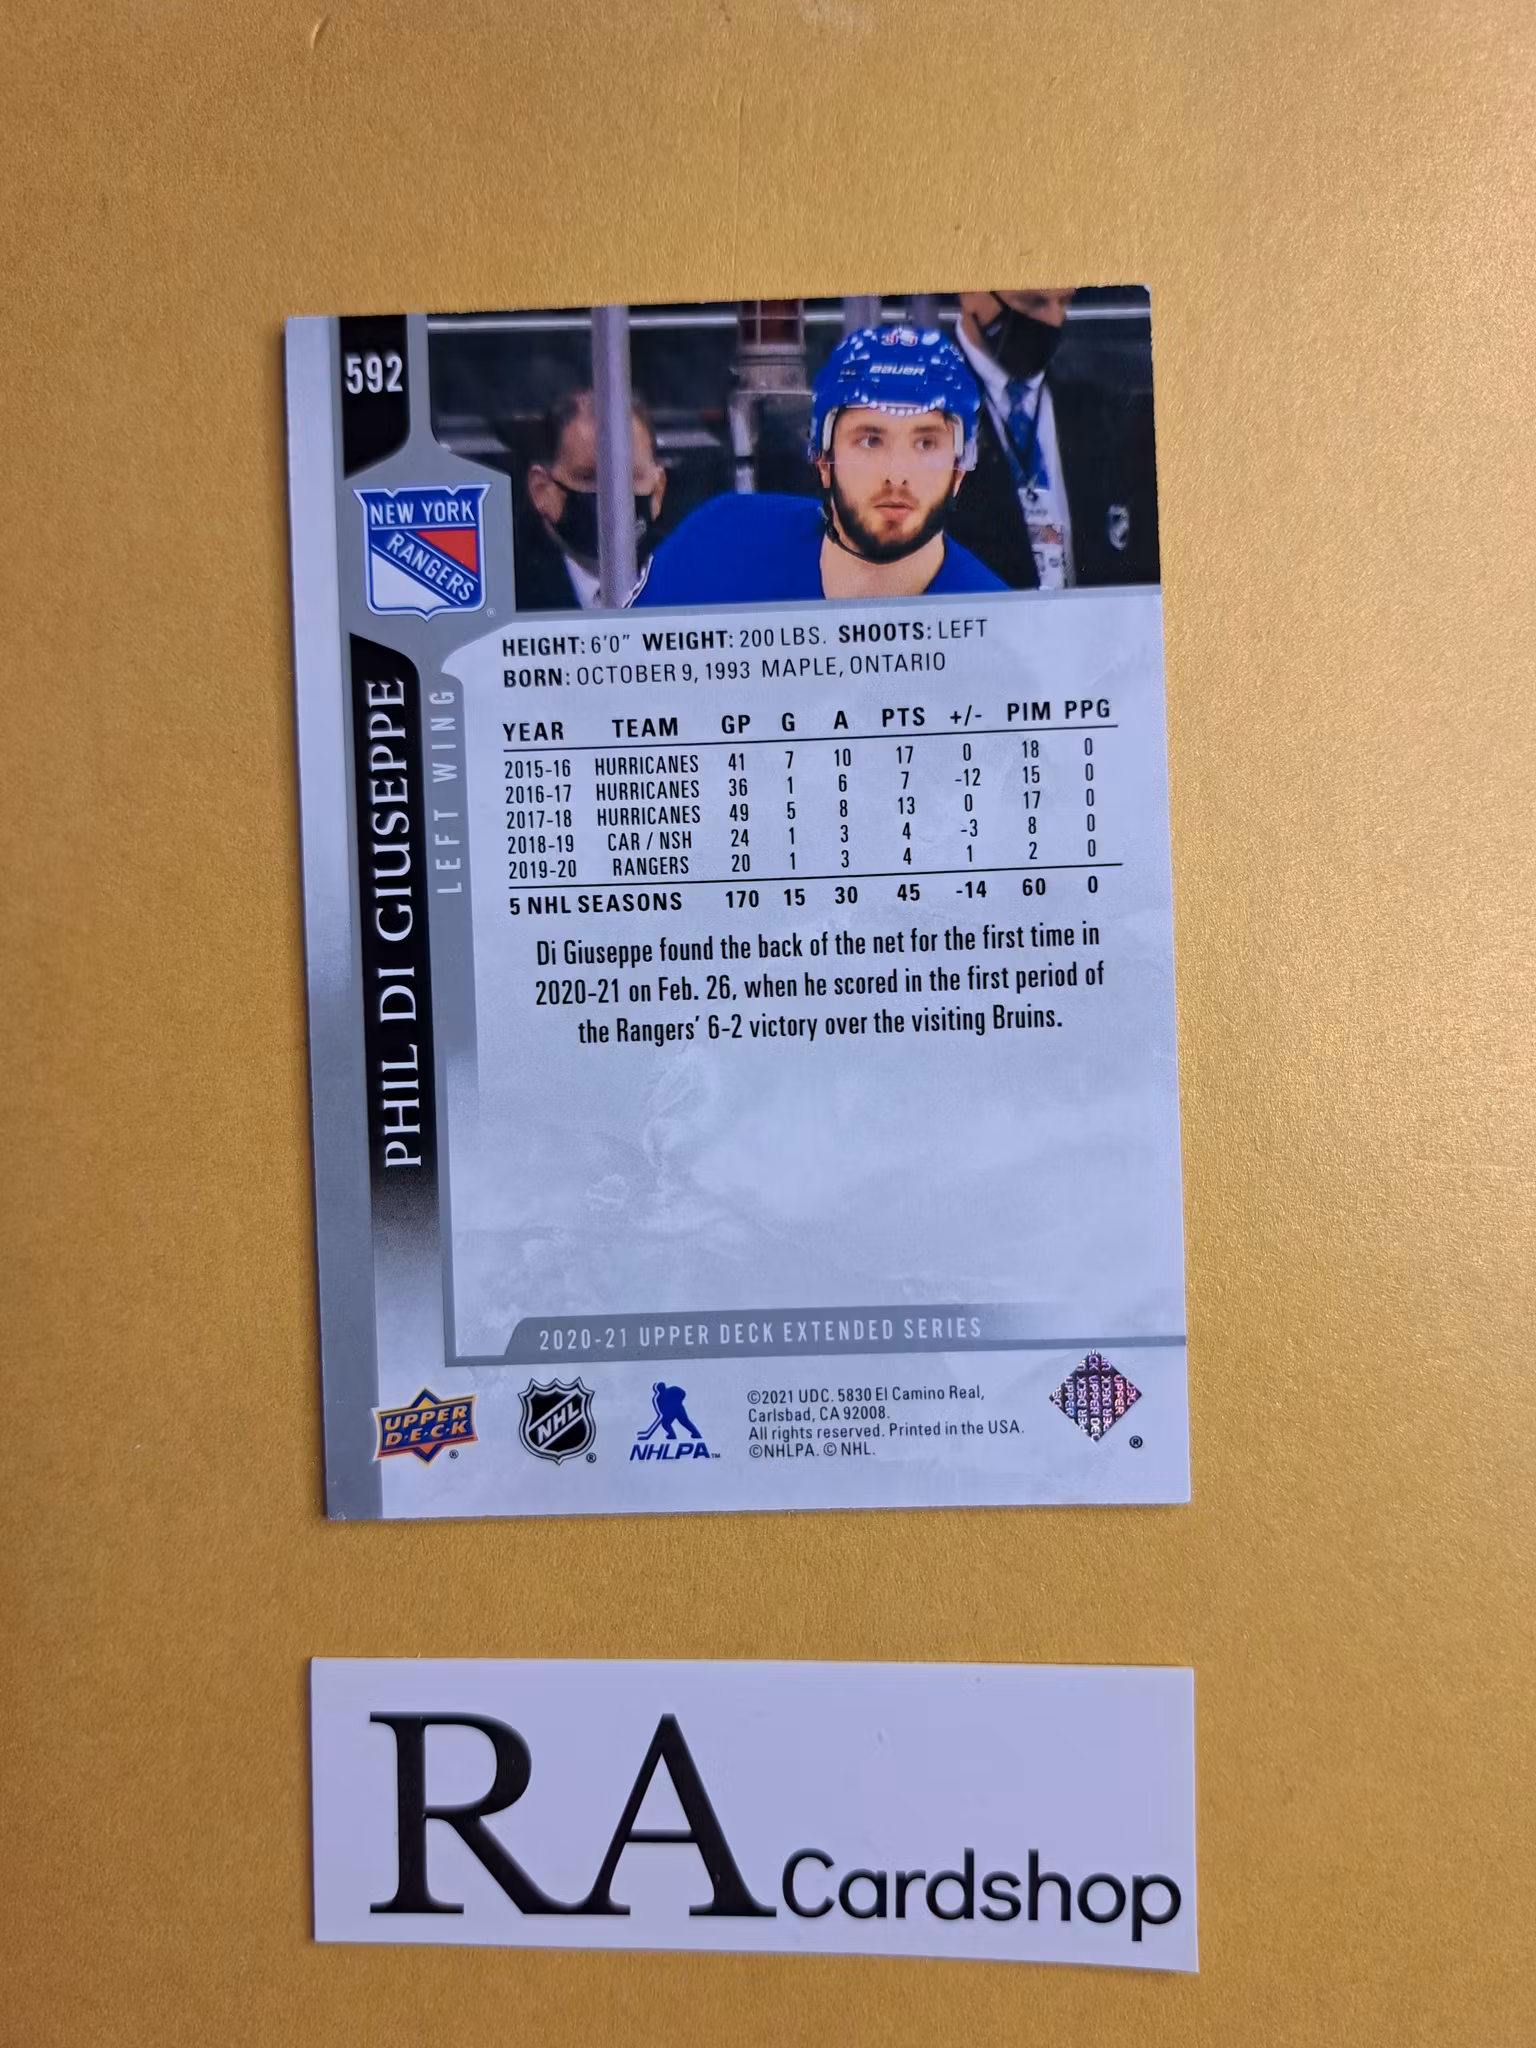 592
33
BAUER
NEW YORK
RANGERS
®
PHIL DI GIUSEPPE
LEFT WING
HEIGHT: 6'0" WEIGHT: 200 LBS. SHOOTS: LEFT
BORN: OCTOBER 9, 1993 MAPLE, ONTARIO
YEAR TEAM GP G A PTS +/- PIM PPG
2015-16 HURRICANES 41 7 10 17 0 18 0
2016-17 HURRICANES 36 1 6 7 -12 15 0
2017-18 HURRICANES 49 5 8 13 0 17 0
2018-19 CAR / NSH 24 1 3 4 -3 8 0
2019-20 RANGERS 20 1 3 4 1 2 0
5 NHL SEASONS 170 15 30 45 -14 60 0
Di Giuseppe found the back of the net for the first time in
2020-21 on Feb. 26, when he scored in the first period of
the Rangers' 6-2 victory over the visiting Bruins.
2020-21 UPPER DECK EXTENDED SERIES
UPPER
D·E·C·K
®
NHL
®
NHLPA™
©2021 UDC. 5830 El Camino Real,
Carlsbad, CA 92008.
All rights reserved. Printed in the USA.
©NHLPA. © NHL.
UPPER DECK
®
RA Cardshop